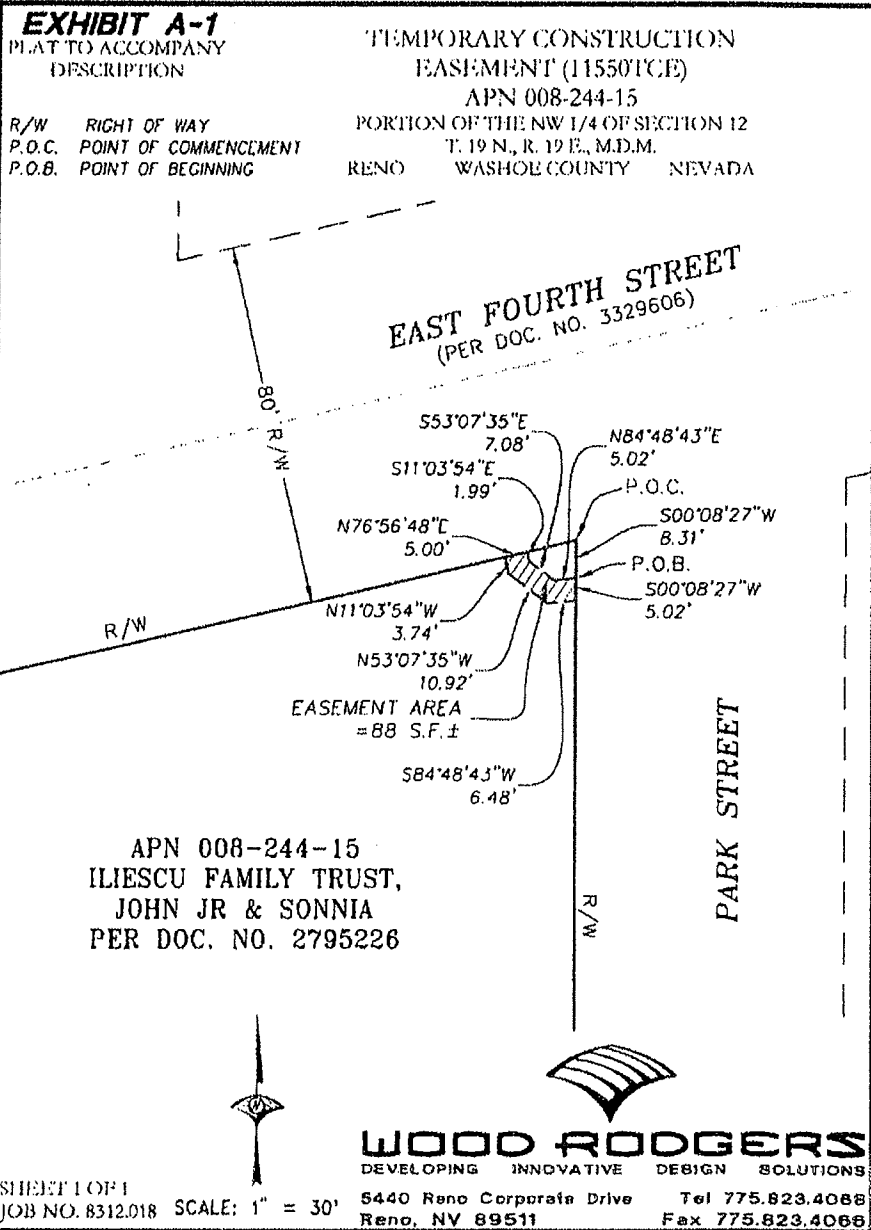 EXHIBIT A-1
PLAT TO ACCOMPANY
DESCRIPTION
TEMPORARY CONSTRUCTION
EASEMENT (11550TCE)
APN 008-244-15
PORTION OF THE NW 1/4 OF SECTION 12
T. 19 N., R. 19 E., M.D.M.
RENO WASHOE COUNTY NEVADA
R/W RIGHT OF WAY
P.O.C. POINT OF COMMENCEMENT
P.O.B. POINT OF BEGINNING
EAST FOURTH STREET
(PER DOC. NO. 3329606)
80' R/W
S53°07'35"E
7.08'
N84°48'43"E
5.02'
S11°03'54"E
1.99'
P.O.C.
N76°56'48"E
5.00'
S00°08'27"W
8.31'
P.O.B.
S00°08'27"W
5.02'
R/W
N11°03'54"W
3.74'
N53°07'35"W
10.92'
EASEMENT AREA
=88 S.F.±
S84°48'43"W
6.48'
PARK STREET
R/W
APN 008-244-15
ILIESCU FAMILY TRUST,
JOHN JR & SONNIA
PER DOC. NO. 2795226
N
WOOD RODGERS
DEVELOPING INNOVATIVE DESIGN SOLUTIONS
5440 Reno Corporate Drive Tel 775.823.4068
Reno, NV 89511 Fax 775.823.4066
SHEET 1 OF 1
JOB NO. 8312.018 SCALE: 1" = 30'